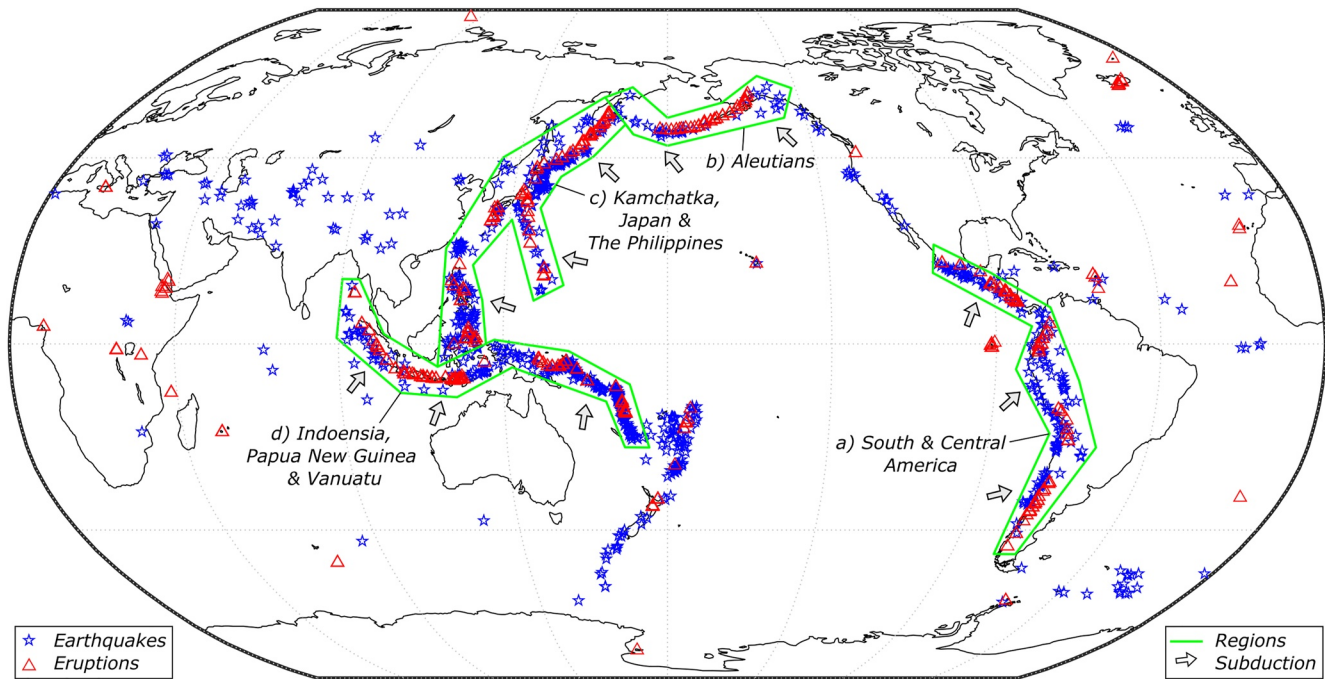 b) Aleutians
c) Kamchatka,
Japan &
The Philippines
d) Indoensia,
Papua New Guinea
& Vanuatu
a) South & Central
America
Earthquakes
Eruptions
Regions
Subduction